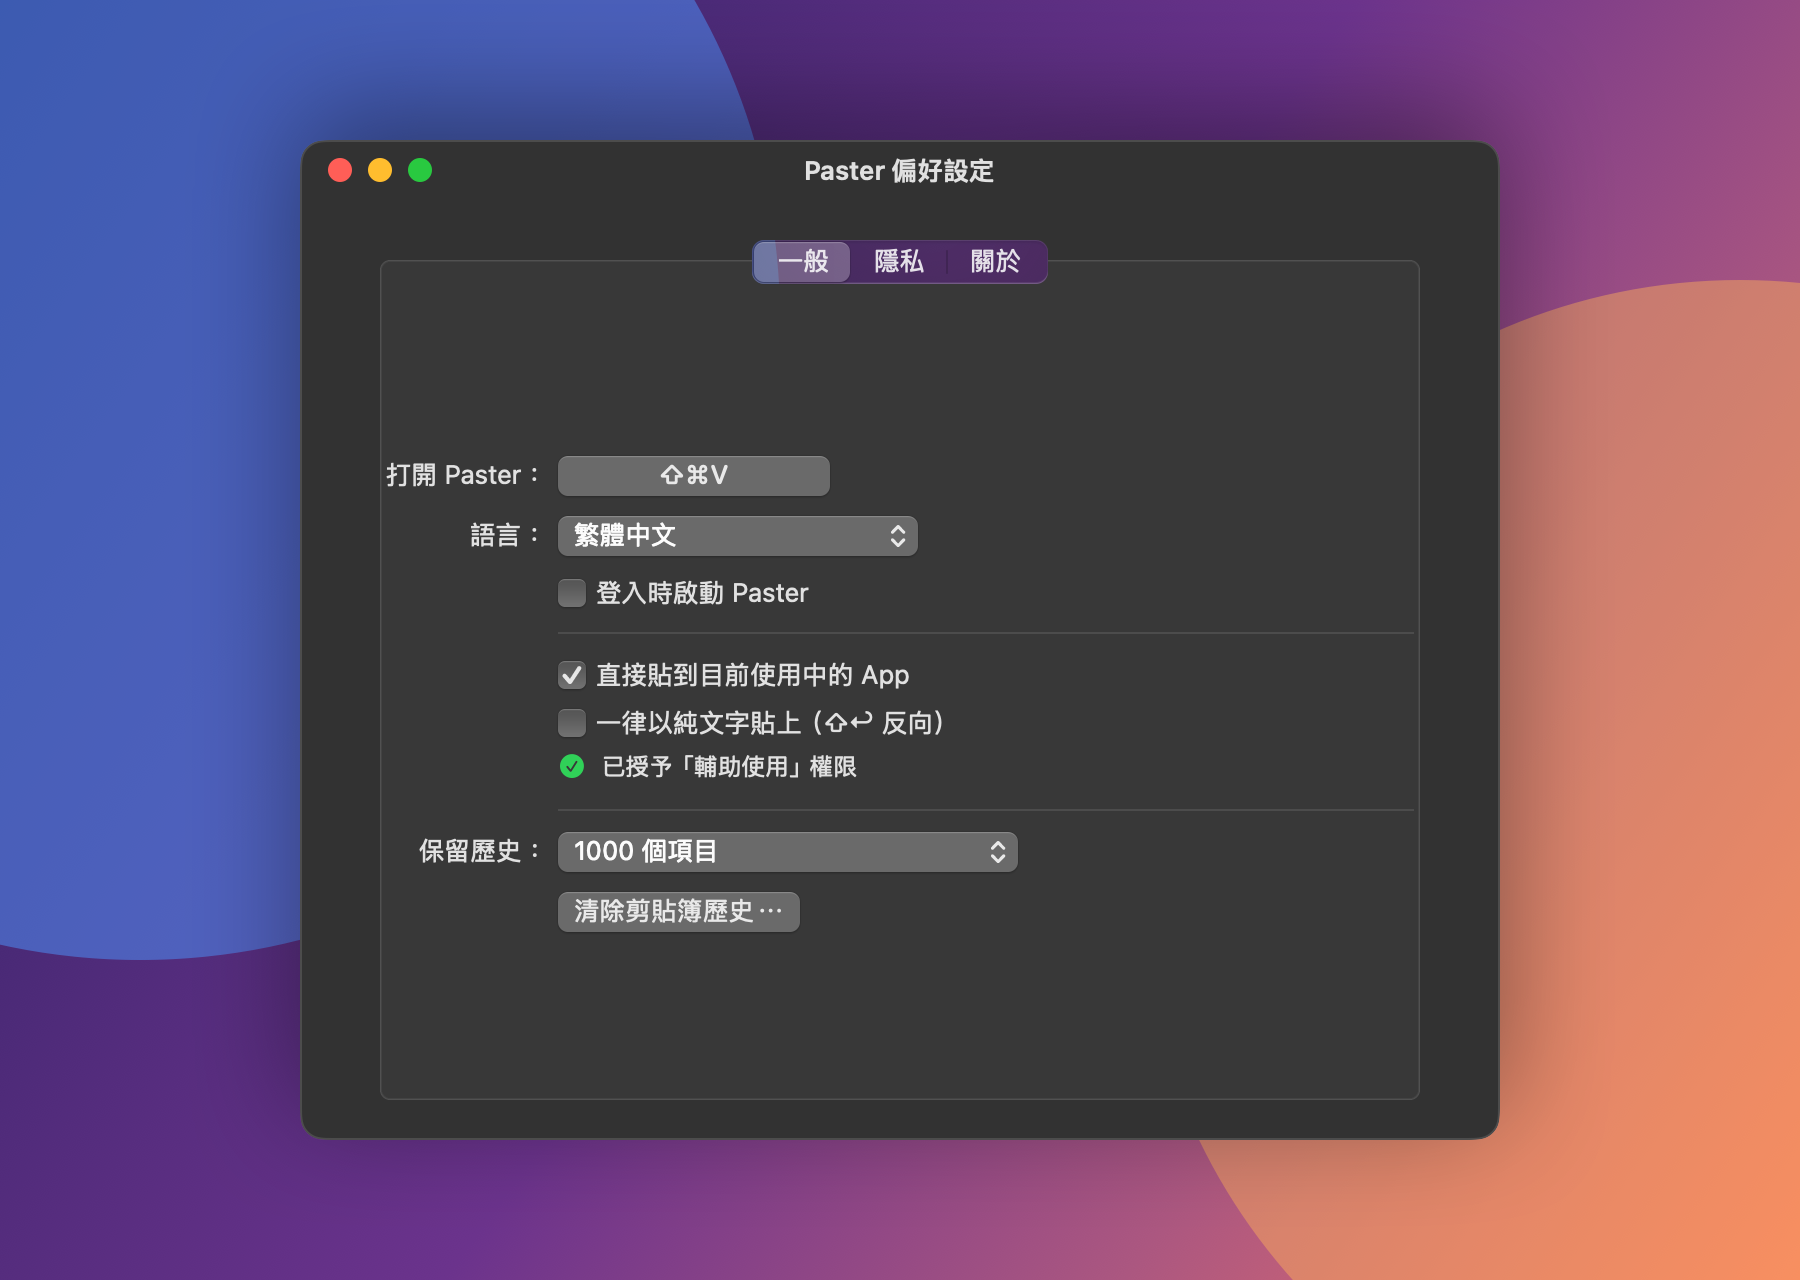 Paster 偏好設定
一般 隱私 關於
打開 Paster： ⇧⌘V
語言： 繁體中文
登入時啟動 Paster
直接貼到目前使用中的 App
一律以純文字貼上（⇧↩ 反向）
已授予「輔助使用」權限
保留歷史： 1000 個項目
清除剪貼簿歷史⋯